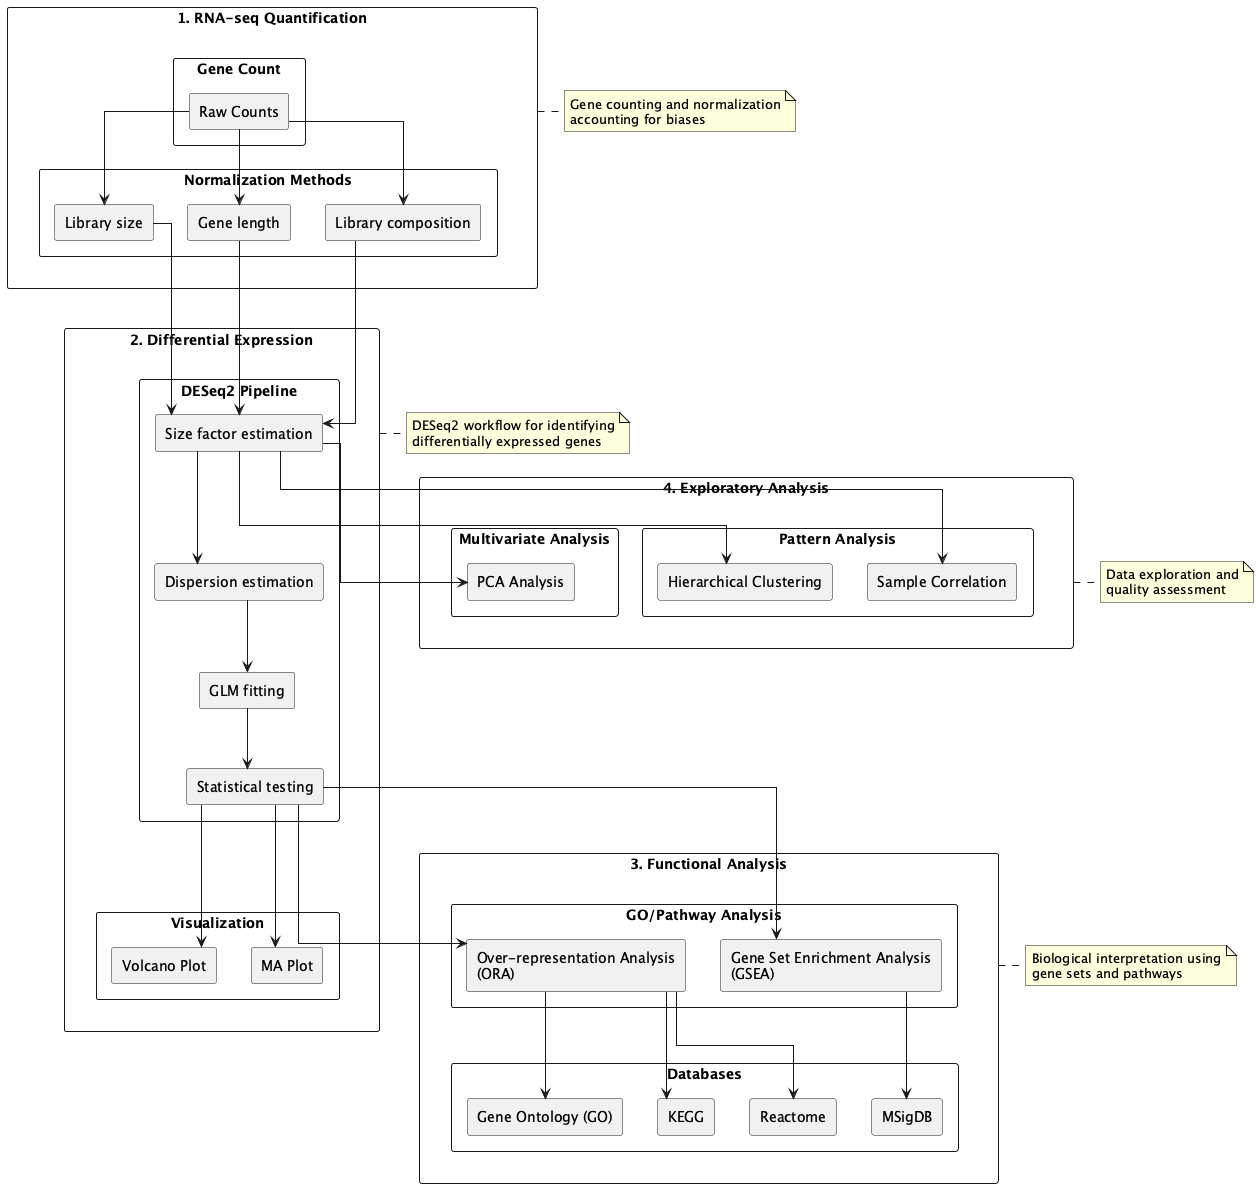 1. RNA-seq Quantification
Gene Count
Raw Counts
Gene counting and normalization
accounting for biases
Normalization Methods
Library size
Gene length
Library composition
2. Differential Expression
DESeq2 Pipeline
Size factor estimation
DESeq2 workflow for identifying
differentially expressed genes
4. Exploratory Analysis
Multivariate Analysis
Pattern Analysis
Dispersion estimation
PCA Analysis
Hierarchical Clustering
Sample Correlation
Data exploration and
quality assessment
GLM fitting
Statistical testing
3. Functional Analysis
GO/Pathway Analysis
Visualization
Volcano Plot
MA Plot
Over-representation Analysis
(ORA)
Gene Set Enrichment Analysis
(GSEA)
Biological interpretation using
gene sets and pathways
Databases
Gene Ontology (GO)
KEGG
Reactome
MSigDB